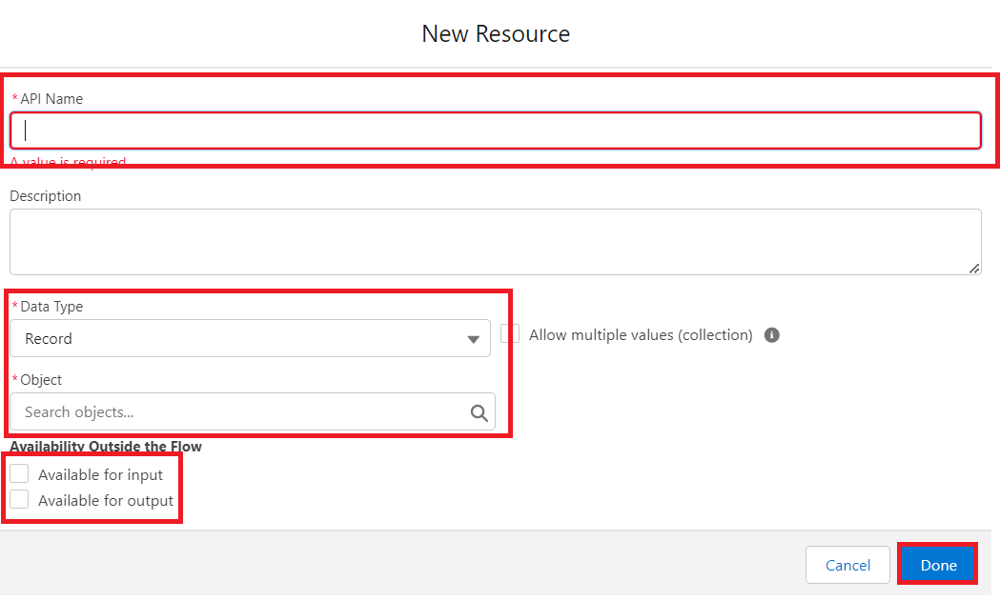 New Resource
* API Name
A value is required
Description
* Data Type
Record
Allow multiple values (collection)
* Object
Search objects...
Availability Outside the Flow
Available for input
Available for output
Cancel
Done